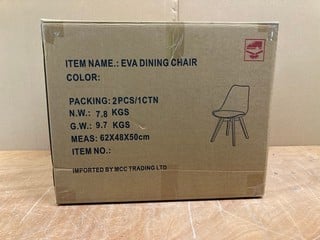 ITEM NAME.: EVA DINING CHAIR
COLOR:
PACKING: 2PCS/1CTN
N.W.: 7.8 KGS
G.W.: 9.7 KGS
MEAS: 62X48X50cm
ITEM NO.:
IMPORTED BY MCC TRADING LTD